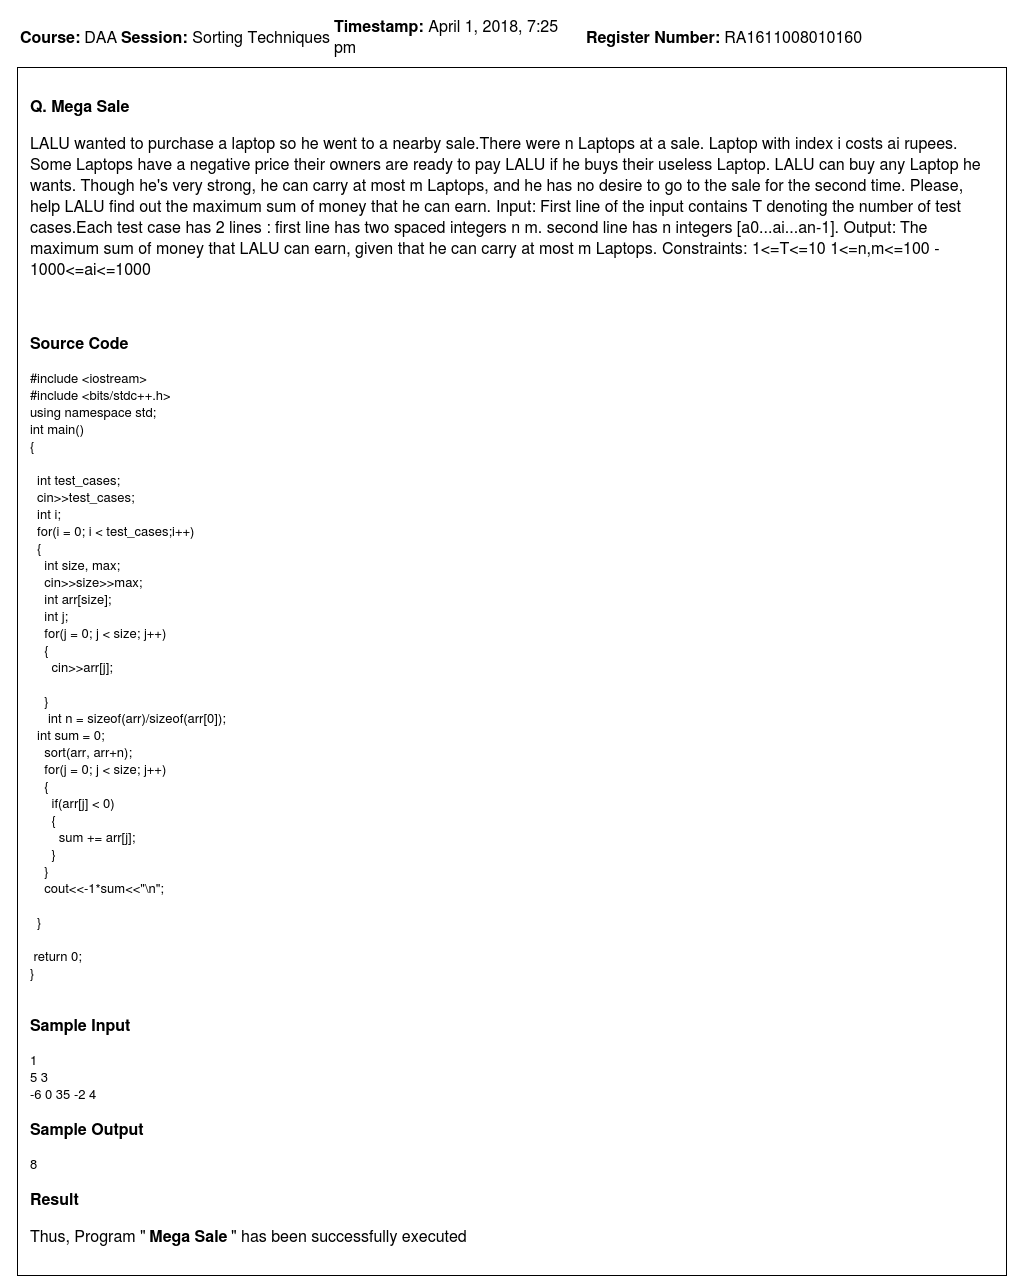 Course: DAA Session: Sorting Techniques Timestamp: April 1, 2018, 7:25 pm Register Number: RA1611008010160
Q. Mega Sale
LALU wanted to purchase a laptop so he went to a nearby sale.There were n Laptops at a sale. Laptop with index i costs ai rupees.
Some Laptops have a negative price their owners are ready to pay LALU if he buys their useless Laptop. LALU can buy any Laptop he
wants. Though he's very strong, he can carry at most m Laptops, and he has no desire to go to the sale for the second time. Please,
help LALU find out the maximum sum of money that he can earn. Input: First line of the input contains T denoting the number of test
cases.Each test case has 2 lines : first line has two spaced integers n m. second line has n integers [a0...ai...an-1]. Output: The
maximum sum of money that LALU can earn, given that he can carry at most m Laptops. Constraints: 1<=T<=10 1<=n,m<=100 -
1000<=ai<=1000
Source Code
#include <iostream>
#include <bits/stdc++.h>
using namespace std;
int main()
{
int test_cases;
cin>>test_cases;
int i;
for(i = 0; i < test_cases;i++)
{
int size, max;
cin>>size>>max;
int arr[size];
int j;
for(j = 0; j < size; j++)
{
cin>>arr[j];
}
int n = sizeof(arr)/sizeof(arr[0]);
int sum = 0;
sort(arr, arr+n);
for(j = 0; j < size; j++)
{
if(arr[j] < 0)
{
sum += arr[j];
}
}
cout<<-1*sum<<"\n";
}
return 0;
}
Sample Input
1
5 3
-6 0 35 -2 4
Sample Output
8
Result
Thus, Program " Mega Sale " has been successfully executed